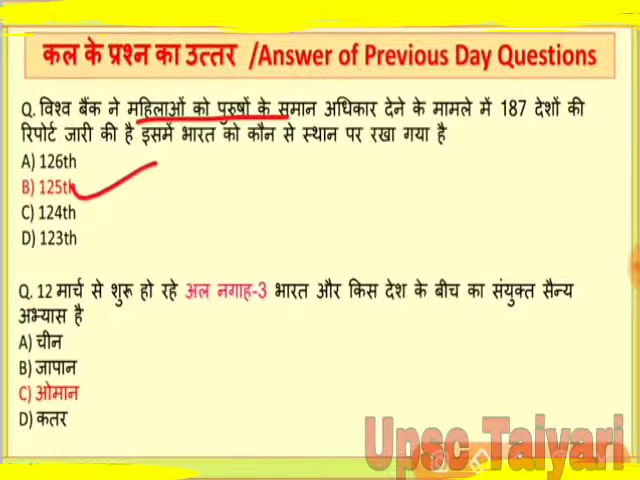 कल के प्रश्न का उत्तर /Answer of Previous Day Questions
Q. विश्व बैंक ने महिलाओं को पुरुषों के समान अधिकार देने के मामले में 187 देशों की
रिपोर्ट जारी की है इसमें भारत को कौन से स्थान पर रखा गया है
A) 126th
B) 125th
C) 124th
D) 123th
Q. 12 मार्च से शुरू हो रहे अल नगाह-3 भारत और किस देश के बीच का संयुक्त सैन्य
अभ्यास है
A) चीन
B) जापान
C) ओमान
D) कतर
Upsc Taiyari